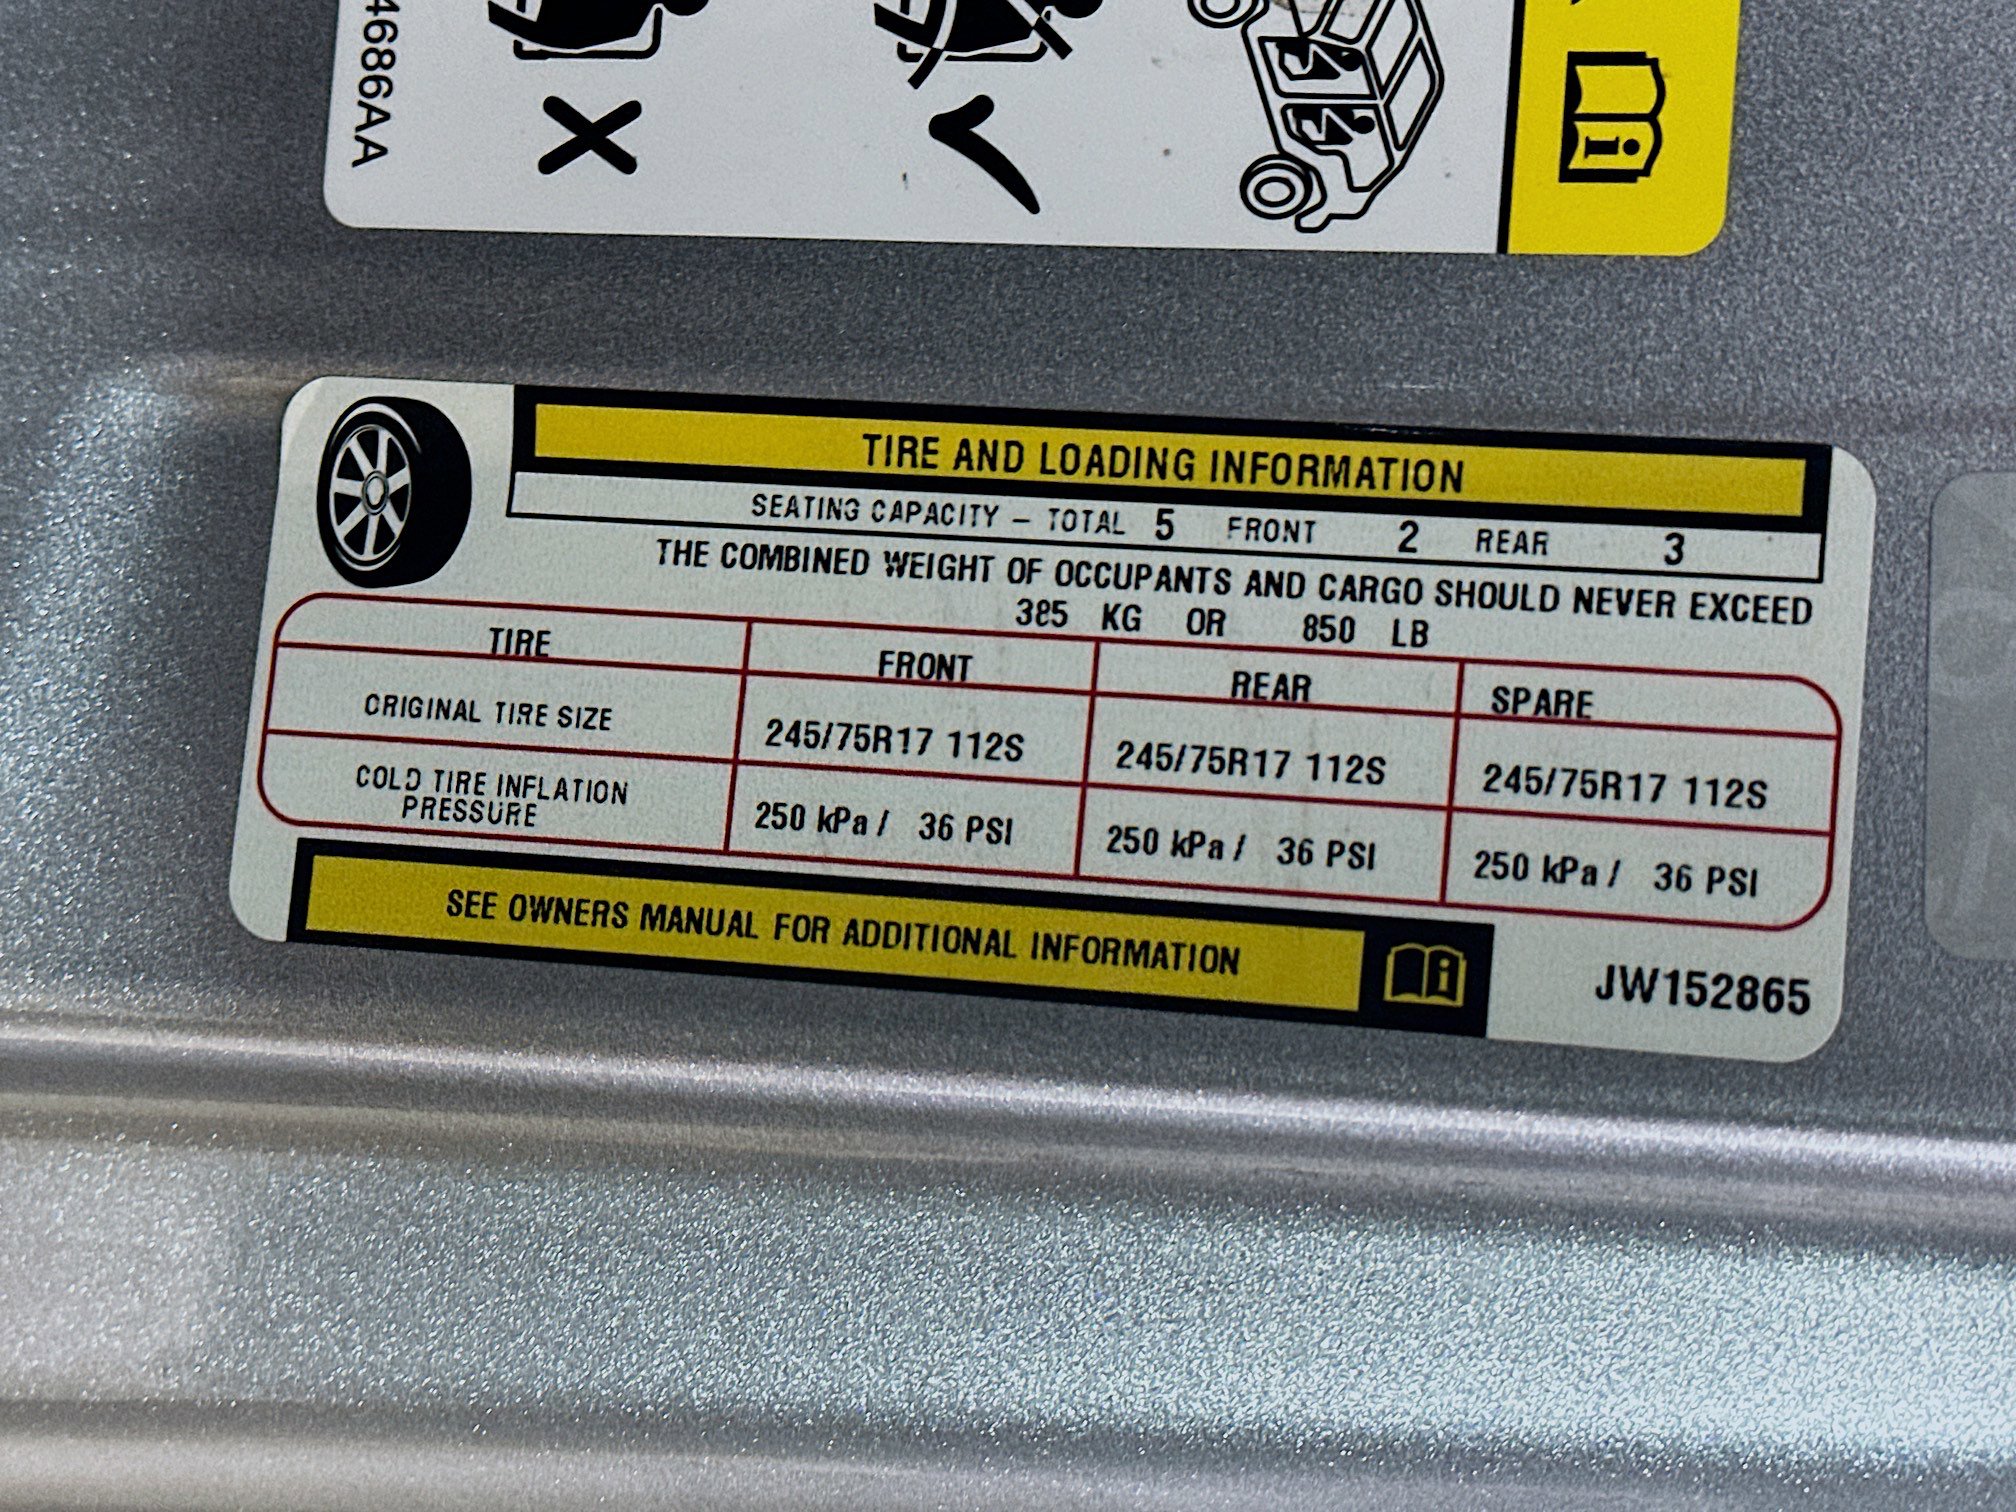 4686AA
TIRE AND LOADING INFORMATION
SEATING CAPACITY – TOTAL 5 FRONT 2 REAR 3
THE COMBINED WEIGHT OF OCCUPANTS AND CARGO SHOULD NEVER EXCEED
385 KG OR 850 LB
TIRE FRONT REAR SPARE
ORIGINAL TIRE SIZE 245/75R17 112S 245/75R17 112S 245/75R17 112S
COLD TIRE INFLATION
PRESSURE 250 kPa / 36 PSI 250 kPa / 36 PSI 250 kPa / 36 PSI
SEE OWNERS MANUAL FOR ADDITIONAL INFORMATION
JW152865